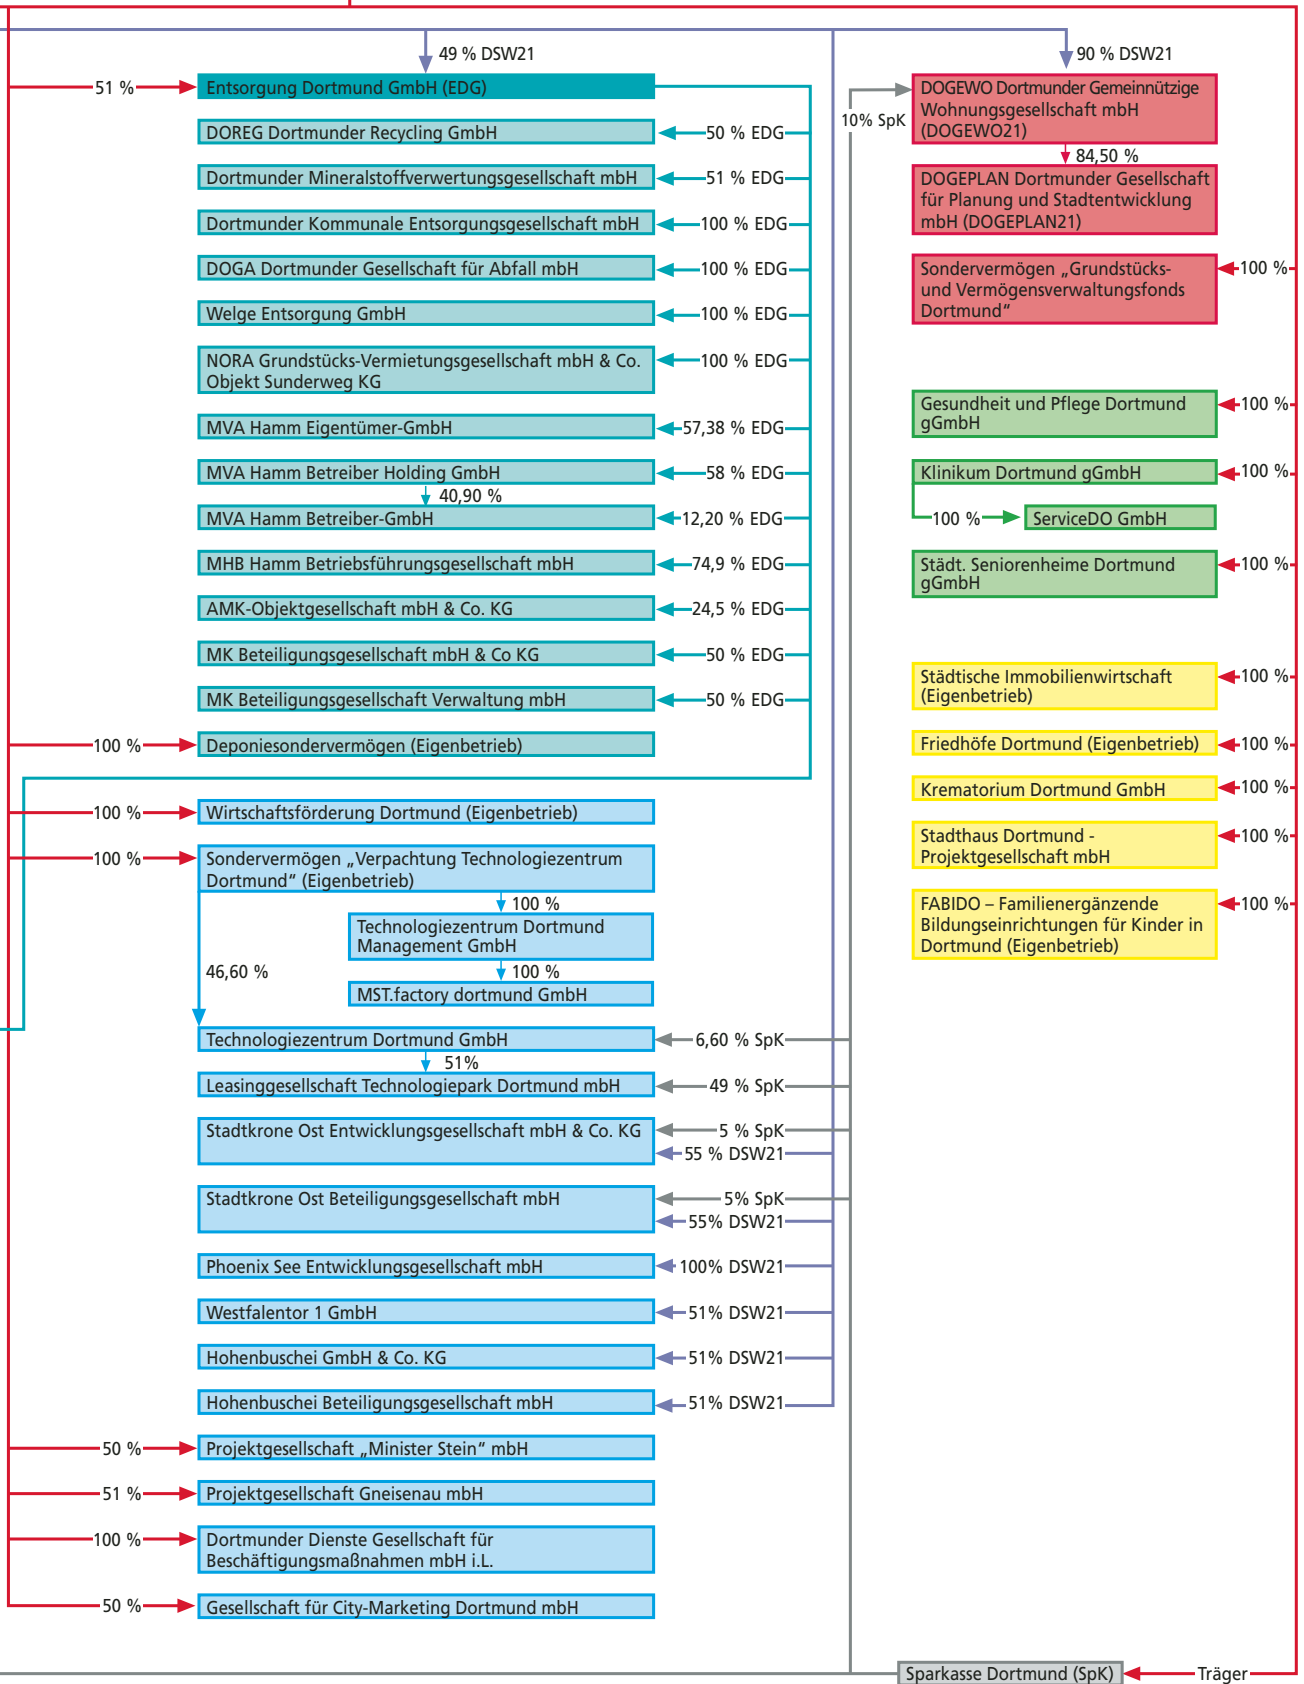 49 % DSW21
51 %
Entsorgung Dortmund GmbH (EDG)
DOREG Dortmunder Recycling GmbH
50 % EDG
Dortmunder Mineralstoffverwertungsgesellschaft mbH
51 % EDG
Dortmunder Kommunale Entsorgungsgesellschaft mbH
100 % EDG
DOGA Dortmunder Gesellschaft für Abfall mbH
100 % EDG
Welge Entsorgung GmbH
100 % EDG
NORA Grundstücks-Vermietungsgesellschaft mbH & Co.
Objekt Sunderweg KG
100 % EDG
MVA Hamm Eigentümer-GmbH
57,38 % EDG
MVA Hamm Betreiber Holding GmbH
58 % EDG
40,90 %
MVA Hamm Betreiber-GmbH
12,20 % EDG
MHB Hamm Betriebsführungsgesellschaft mbH
74,9 % EDG
AMK-Objektgesellschaft mbH & Co. KG
24,5 % EDG
MK Beteiligungsgesellschaft mbH & Co KG
50 % EDG
MK Beteiligungsgesellschaft Verwaltung mbH
50 % EDG
100 %
Deponiesondervermögen (Eigenbetrieb)
100 %
Wirtschaftsförderung Dortmund (Eigenbetrieb)
100 %
Sondervermögen „Verpachtung Technologiezentrum
Dortmund“ (Eigenbetrieb)
100 %
Technologiezentrum Dortmund
Management GmbH
46,60 %
100 %
MST.factory dortmund GmbH
Technologiezentrum Dortmund GmbH
6,60 % SpK
51%
Leasinggesellschaft Technologiepark Dortmund mbH
49 % SpK
Stadtkrone Ost Entwicklungsgesellschaft mbH & Co. KG
5 % SpK
55 % DSW21
Stadtkrone Ost Beteiligungsgesellschaft mbH
5% SpK
55% DSW21
Phoenix See Entwicklungsgesellschaft mbH
100% DSW21
Westfalentor 1 GmbH
51% DSW21
Hohenbuschei GmbH & Co. KG
51% DSW21
Hohenbuschei Beteiligungsgesellschaft mbH
51% DSW21
50 %
Projektgesellschaft „Minister Stein“ mbH
51 %
Projektgesellschaft Gneisenau mbH
100 %
Dortmunder Dienste Gesellschaft für
Beschäftigungsmaßnahmen mbH i.L.
50 %
Gesellschaft für City-Marketing Dortmund mbH
90 % DSW21
10% SpK
DOGEWO Dortmunder Gemeinnützige
Wohnungsgesellschaft mbH
(DOGEWO21)
84,50 %
DOGEPLAN Dortmunder Gesellschaft
für Planung und Stadtentwicklung
mbH (DOGEPLAN21)
Sondervermögen „Grundstücks-
und Vermögensverwaltungsfonds
Dortmund“
100 %
Gesundheit und Pflege Dortmund
gGmbH
100 %
Klinikum Dortmund gGmbH
100 %
100 %
ServiceDO GmbH
Städt. Seniorenheime Dortmund
gGmbH
100 %
Städtische Immobilienwirtschaft
(Eigenbetrieb)
100 %
Friedhöfe Dortmund (Eigenbetrieb)
100 %
Krematorium Dortmund GmbH
100 %
Stadthaus Dortmund -
Projektgesellschaft mbH
100 %
FABIDO – Familienergänzende
Bildungseinrichtungen für Kinder in
Dortmund (Eigenbetrieb)
100 %
Sparkasse Dortmund (SpK)
Träger